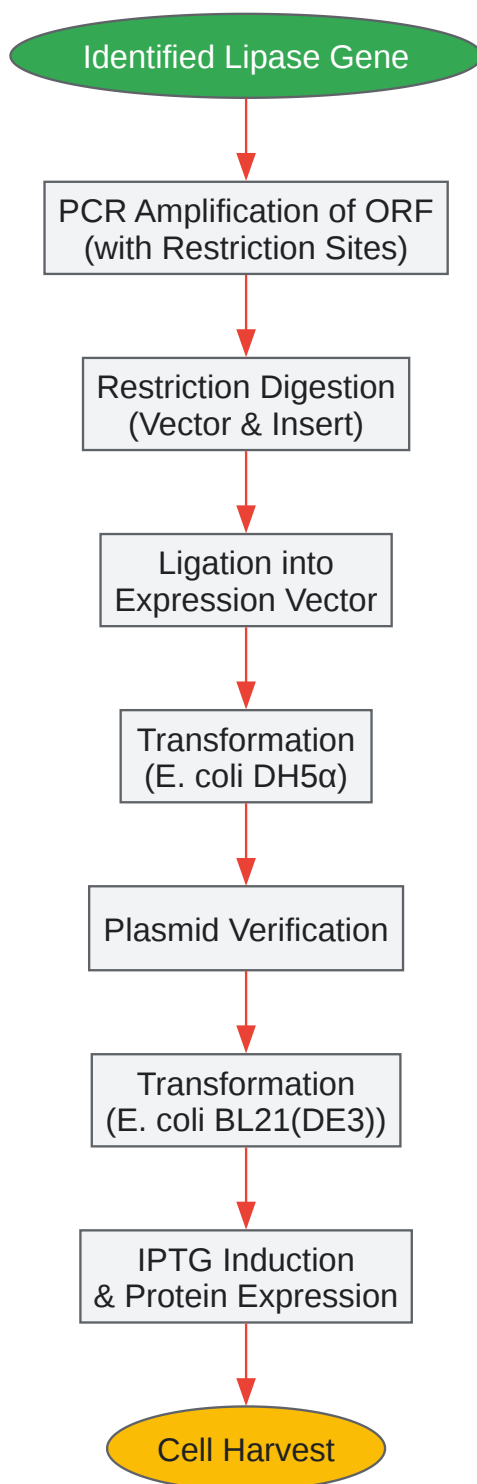 Identified Lipase Gene
PCR Amplification of ORF
(with Restriction Sites)
Restriction Digestion
(Vector & Insert)
Ligation into
Expression Vector
Transformation
(E. coli DH5α)
Plasmid Verification
Transformation
(E. coli BL21(DE3))
IPTG Induction
& Protein Expression
Cell Harvest